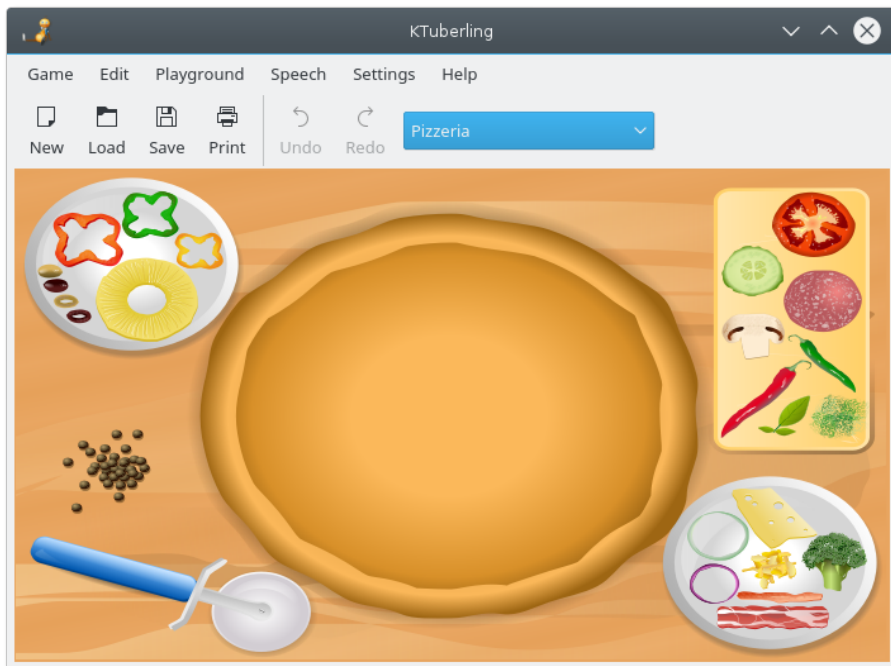 KTuberling
Game Edit Playground Speech Settings Help
New Load Save Print Undo Redo Pizzeria